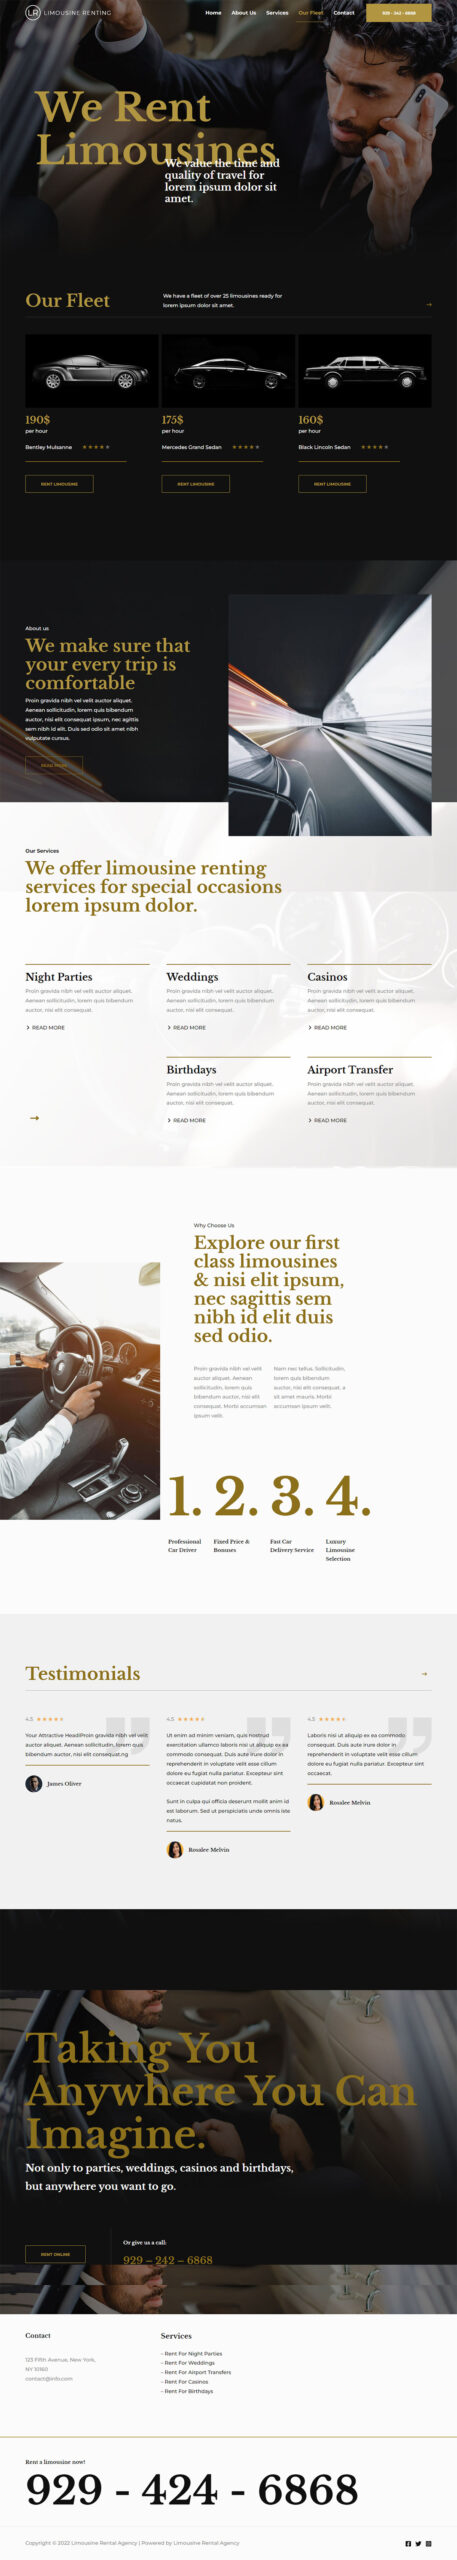 LR LIMOUSINE RENTING
Home About Us Services Our Fleet Contact 929 - 242 - 6868
We Rent
Limousines
We value the time and
quality of travel for
lorem ipsum dolor sit
amet.
Our Fleet
We have a fleet of over 25 limousines ready for
lorem ipsum dolor sit amet.
190$
per hour
Bentley Mulsanne
RENT LIMOUSINE
175$
per hour
Mercedes Grand Sedan
RENT LIMOUSINE
160$
per hour
Black Lincoln Sedan
RENT LIMOUSINE
About us
We make sure that
your every trip is
comfortable
Proin gravida nibh vel velit auctor aliquet.
Aenean sollicitudin, lorem quis bibendum
auctor, nisi elit consequat ipsum, nec agittis
sem nibh id elit. Duis sed odio sit amet nibh
vulputate cursus.
READ MORE
Our Services
We offer limousine renting
services for special occasions
lorem ipsum dolor.
Night Parties
Proin gravida nibh vel velit auctor aliquet.
Aenean sollicitudin, lorem quis bibendum
auctor, nisi elit consequat.
READ MORE
Weddings
Proin gravida nibh vel velit auctor aliquet.
Aenean sollicitudin, lorem quis bibendum
auctor, nisi elit consequat.
READ MORE
Casinos
Proin gravida nibh vel velit auctor aliquet.
Aenean sollicitudin, lorem quis bibendum
auctor, nisi elit consequat.
READ MORE
Birthdays
Proin gravida nibh vel velit auctor aliquet.
Aenean sollicitudin, lorem quis bibendum
auctor, nisi elit consequat.
READ MORE
Airport Transfer
Proin gravida nibh vel velit auctor aliquet.
Aenean sollicitudin, lorem quis bibendum
auctor, nisi elit consequat.
READ MORE
Why Choose Us
Explore our first
class limousines
& nisi elit ipsum,
nec sagittis sem
nibh id elit duis
sed odio.
Proin gravida nibh vel velit
auctor aliquet. Aenean
sollicitudin, lorem quis
bibendum auctor, nisi elit
consequat. Morbi accumsan
ipsum velit.
Nam nec tellus. Sollicitudin,
lorem quis bibendum
auctor, nisi elit consequat, a
sit amet mauris. Morbi
accumsan ipsum velit.
1. 2. 3. 4.
Professional
Car Driver
Fixed Price &
Bonuses
Fast Car
Delivery Service
Luxury
Limousine
Selection
Testimonials
4.5
Your Attractive HeadiProin gravida nibh vel velit
auctor aliquet. Aenean sollicitudin, lorem quis
bibendum auctor, nisi elit consequat.ng
James Oliver
4.5
Ut enim ad minim veniam, quis nostrud
exercitation ullamco laboris nisi ut aliquip ex ea
commodo consequat. Duis aute irure dolor in
reprehenderit in voluptate velit esse cillum
dolore eu fugiat nulla pariatur. Excepteur sint
occaecat cupidatat non proident.
Sunt in culpa qui officia deserunt mollit anim id
est laborum. Sed ut perspiciatis unde omnis iste
natus.
Rosalee Melvin
4.5
Laboris nisi ut aliquip ex ea commodo
consequat. Duis aute irure dolor in
reprehenderit in voluptate velit esse cillum
dolore eu fugiat nulla pariatur. Excepteur sint
occaecat.
Rosalee Melvin
Taking You
Anywhere You Can
Imagine.
Not only to parties, weddings, casinos and birthdays,
but anywhere you want to go.
RENT ONLINE
Or give us a call:
929 – 242 – 6868
Contact
123 Fifth Avenue, New York,
NY 10160
contact@info.com
Services
– Rent For Night Parties
– Rent For Weddings
– Rent For Airport Transfers
– Rent For Casinos
– Rent For Birthdays
Rent a limousine now!
929 - 424 - 6868
Copyright © 2022 Limousine Rental Agency | Powered by Limousine Rental Agency